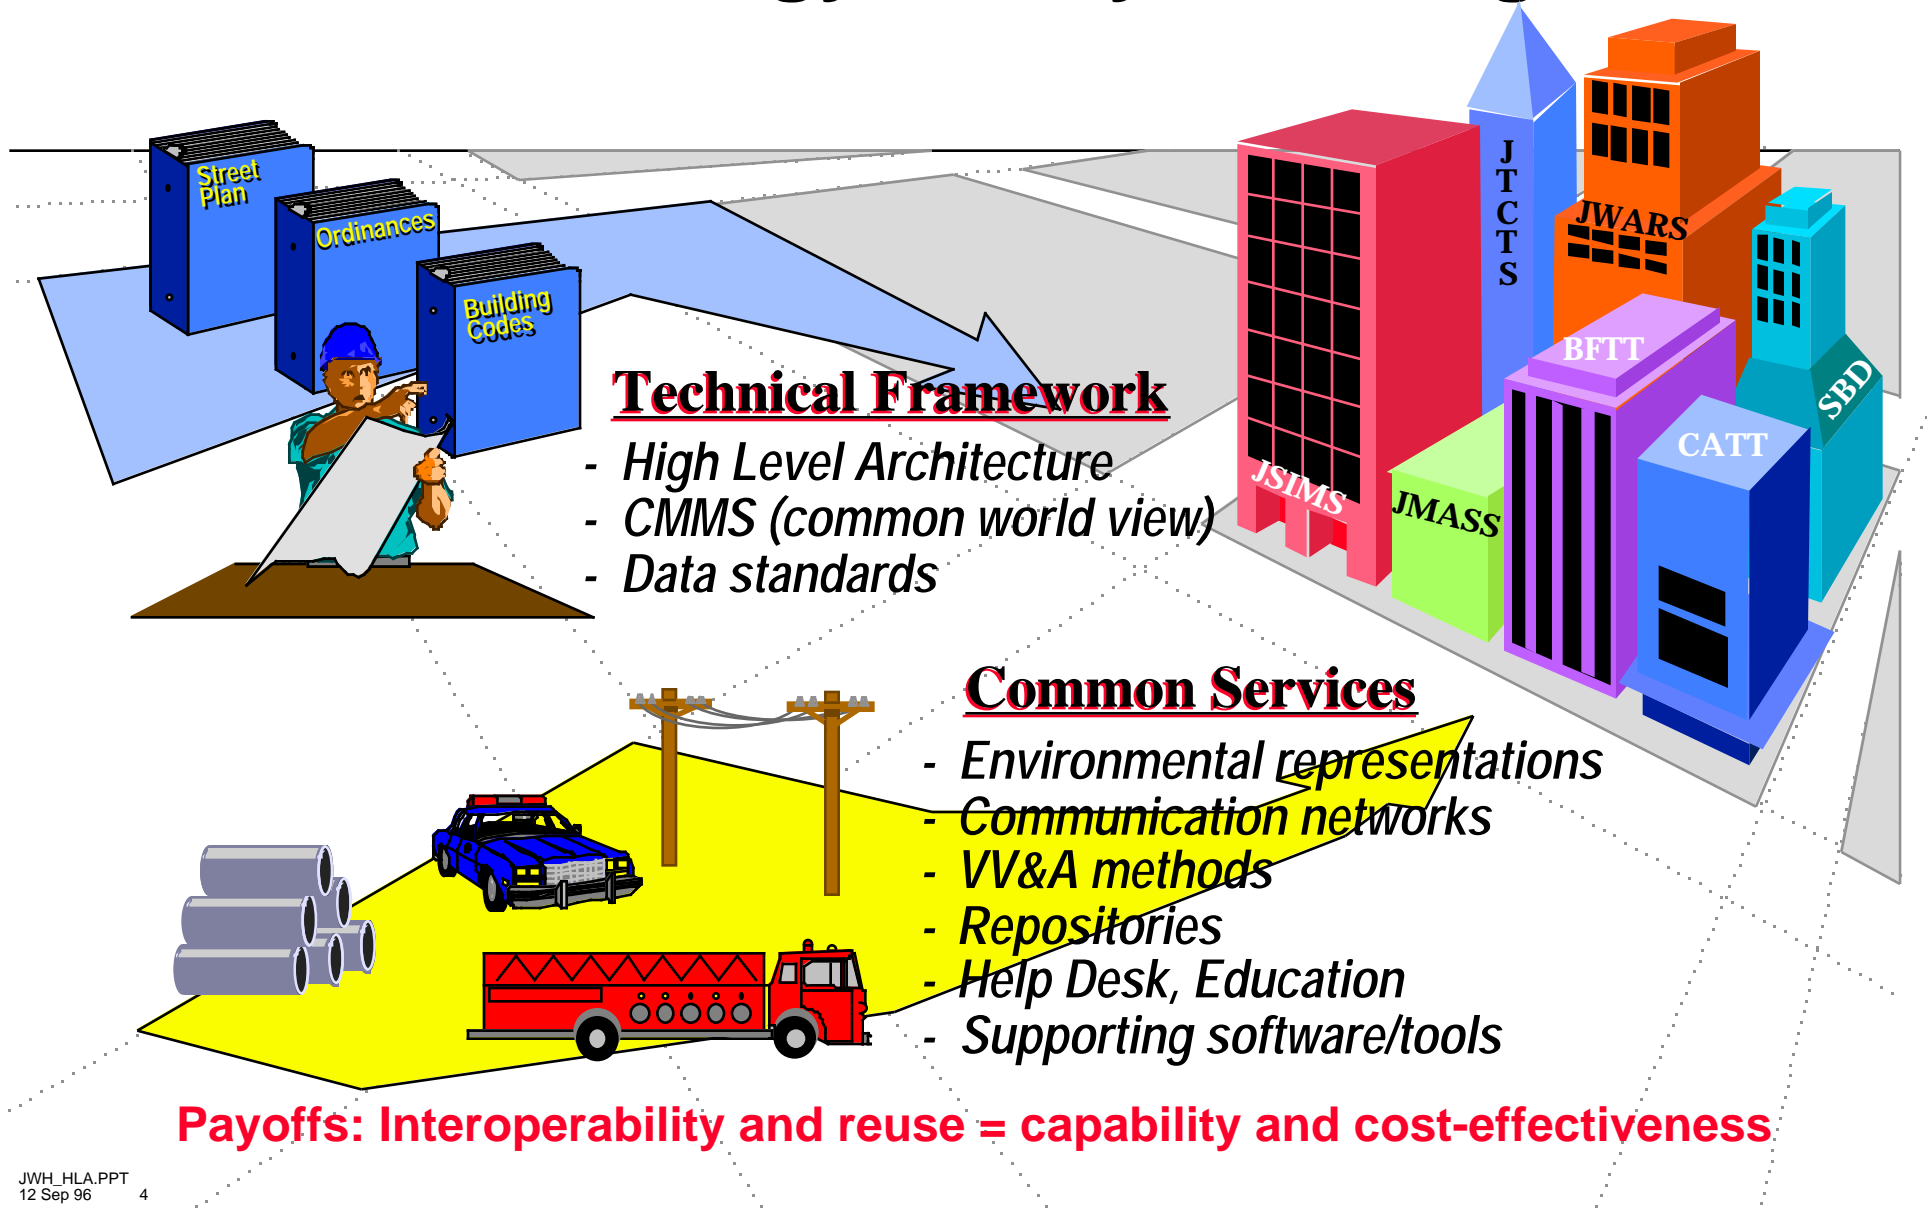 Street
Plan
Ordinances
Building
Codes
JTCTS
JWARS
BFTT
SBD
CATT
JSIMS
JMASS
Technical Framework
- High Level Architecture
- CMMS (common world view)
- Data standards
Common Services
- Environmental representations
- Communication networks
- VV&A methods
- Repositories
- Help Desk, Education
- Supporting software/tools
Payoffs: Interoperability and reuse = capability and cost-effectiveness
JWH_HLA.PPT
12 Sep 96 4